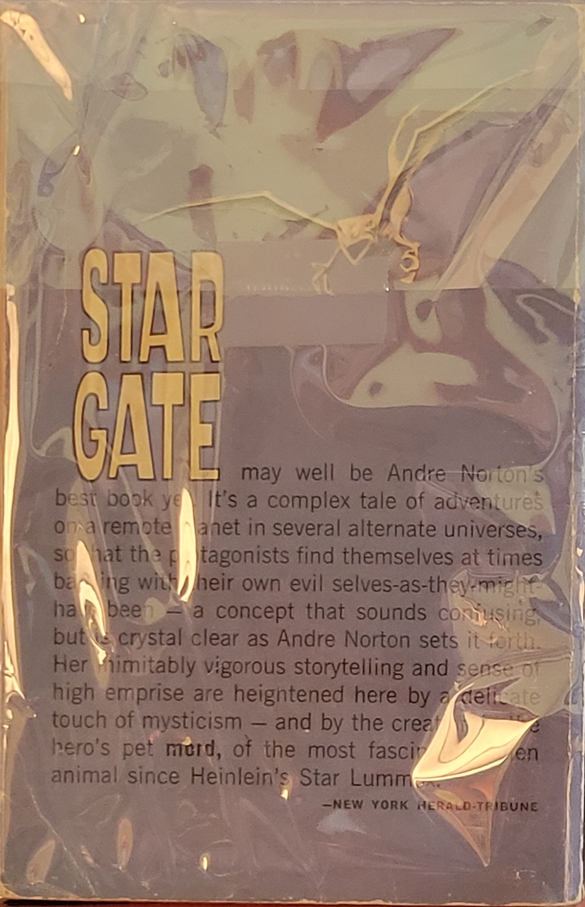 STAR
GATE
may well be Andre Norton's
best book It's a complex tale of adventures
on a remote in several alternate universes,
so that the find themselves at times
with their own evil selves-as-they-might-
have been — a concept that sounds confusing,
but is crystal clear as Andre Norton sets it forth.
Her inimitably vigorous storytelling and sense of
high emprise are heigntened here by a delicate
touch of mysticism — and by the
hero's pet mord, of the most
animal since Heinlein's Star
—NEW YORK HERALD-TRIBUNE